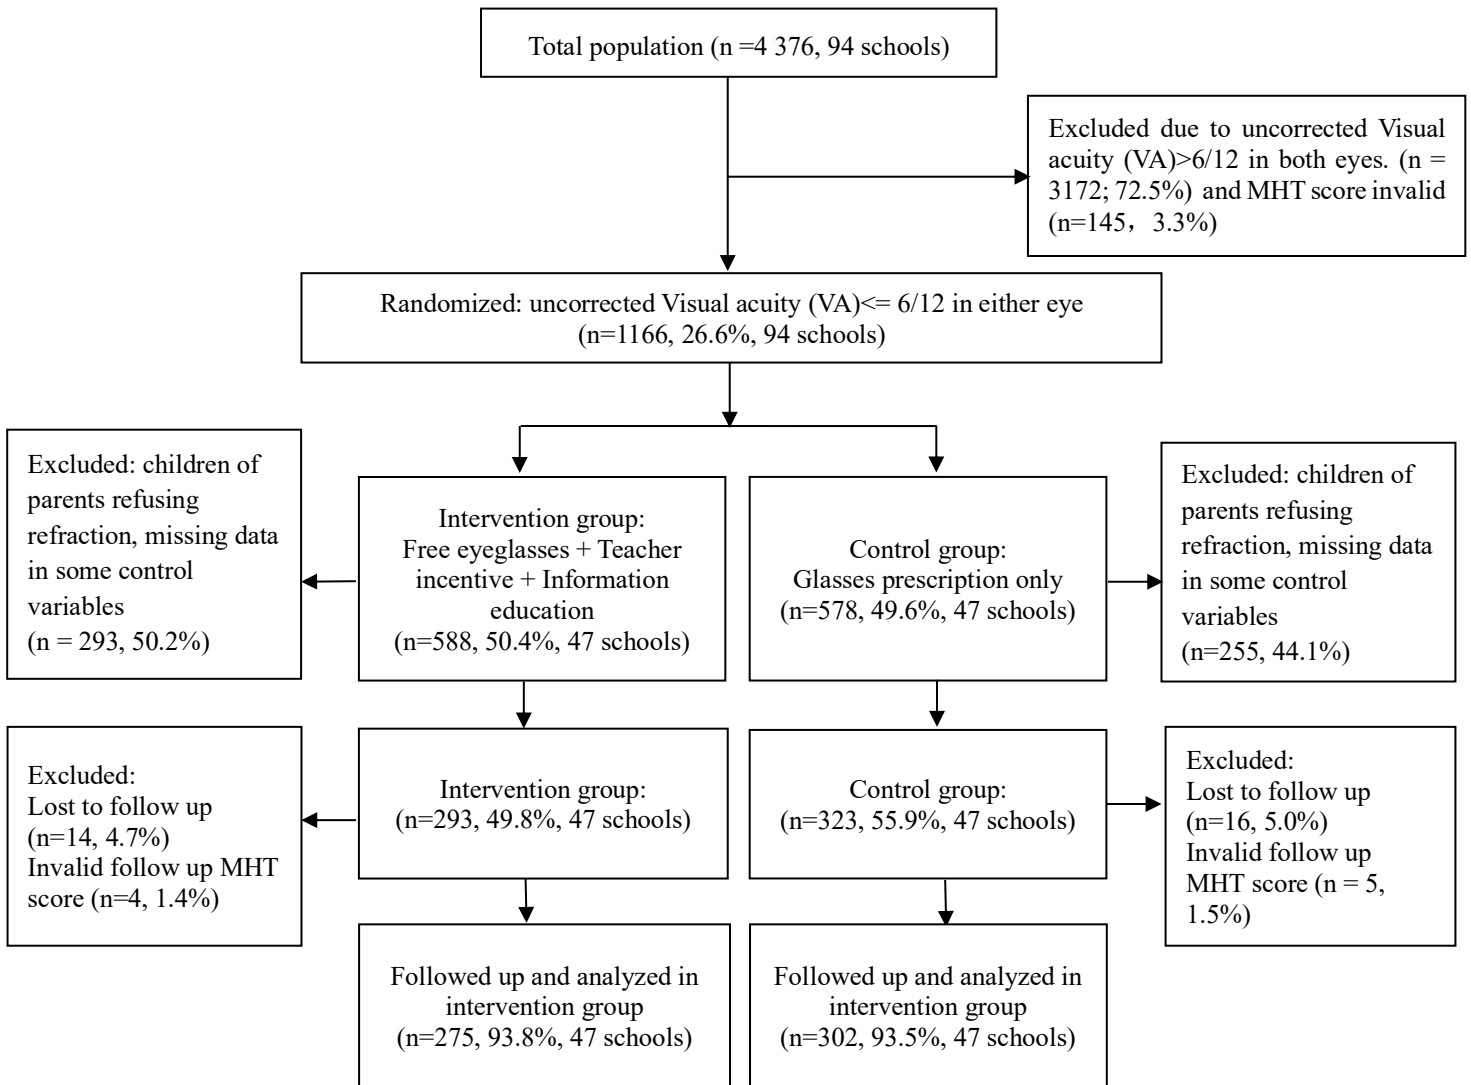 Total population (n =4 376, 94 schools)
Excluded due to uncorrected Visual
acuity (VA)>6/12 in both eyes. (n =
3172; 72.5%) and MHT score invalid
(n=145，3.3%)
Randomized: uncorrected Visual acuity (VA)<= 6/12 in either eye
(n=1166, 26.6%, 94 schools)
Excluded: children of
parents refusing
refraction, missing data
in some control
variables
(n = 293, 50.2%)
Intervention group:
Free eyeglasses + Teacher
incentive + Information
education
(n=588, 50.4%, 47 schools)
Control group:
Glasses prescription only
(n=578, 49.6%, 47 schools)
Excluded: children of
parents refusing
refraction, missing data
in some control
variables
(n=255, 44.1%)
Excluded:
Lost to follow up
(n=14, 4.7%)
Invalid follow up MHT
score (n=4, 1.4%)
Intervention group:
(n=293, 49.8%, 47 schools)
Control group:
(n=323, 55.9%, 47 schools)
Excluded:
Lost to follow up
(n=16, 5.0%)
Invalid follow up
MHT score (n = 5,
1.5%)
Followed up and analyzed in
intervention group
(n=275, 93.8%, 47 schools)
Followed up and analyzed in
intervention group
(n=302, 93.5%, 47 schools)